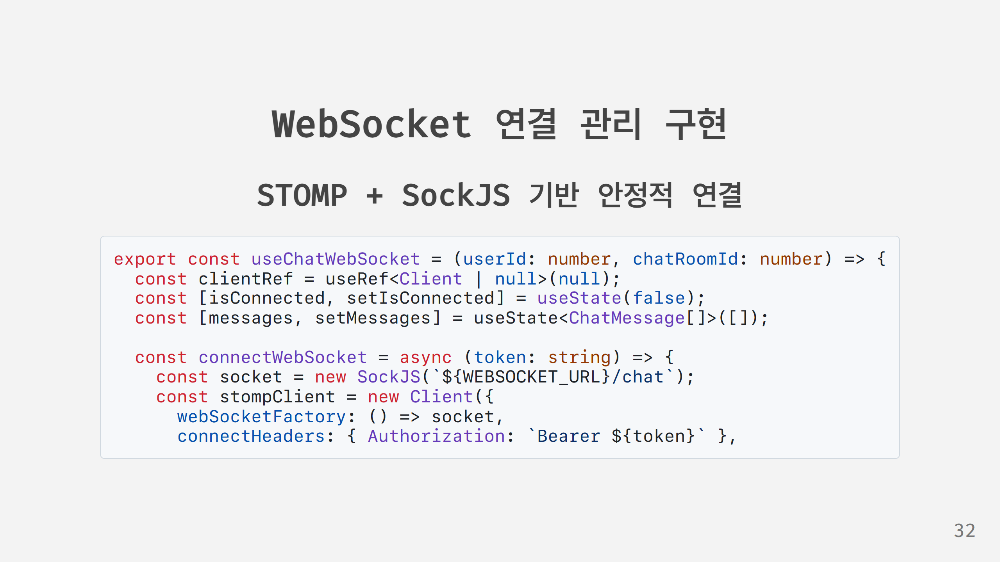 WebSocket 연결 관리 구현
STOMP + SockJS 기반 안정적 연결
export const useChatWebSocket = (userId: number, chatRoomId: number) => {
  const clientRef = useRef<Client | null>(null);
  const [isConnected, setIsConnected] = useState(false);
  const [messages, setMessages] = useState<ChatMessage[]>([]);

  const connectWebSocket = async (token: string) => {
    const socket = new SockJS(`${WEBSOCKET_URL}/chat`);
    const stompClient = new Client({
      webSocketFactory: () => socket,
      connectHeaders: { Authorization: `Bearer ${token}` },
32